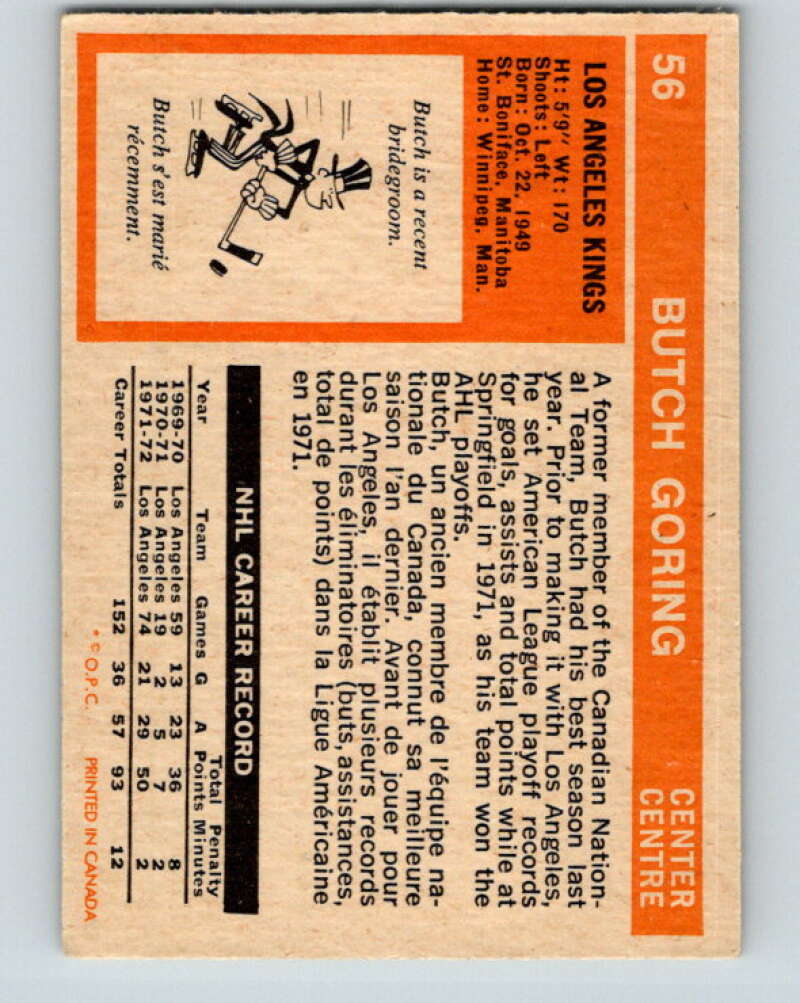 56 BUTCH GORING CENTER
CENTRE
LOS ANGELES KINGS
Ht: 5'9" Wt: 170
Shoots: Left
Born: Oct. 22, 1949
St. Boniface, Manitoba
Home: Winnipeg, Man.
Butch is a recent
bridegroom.
Butch s'est marié
récemment.
A former member of the Canadian Nation-
al Team, Butch had his best season last
year. Prior to making it with Los Angeles,
he set American League playoff records
for goals, assists and total points while at
Springfield in 1971, as his team won the
AHL playoffs.
Butch, un ancien membre de l'équipe na-
tionale du Canada, connut sa meilleure
saison l'an dernier. Avant de jouer pour
Los Angeles, il établit plusieurs records
durant les éliminatoires (buts, assistances,
total de points) dans la Ligue Américaine
en 1971.
NHL CAREER RECORD
Total Penalty
Year Team Games G A Points Minutes
1969-70 Los Angeles 59 13 23 36 8
1970-71 Los Angeles 19 2 5 7 2
1971-72 Los Angeles 74 21 29 50 2
Career Totals 152 36 57 93 12
* © O.P.C. PRINTED IN CANADA